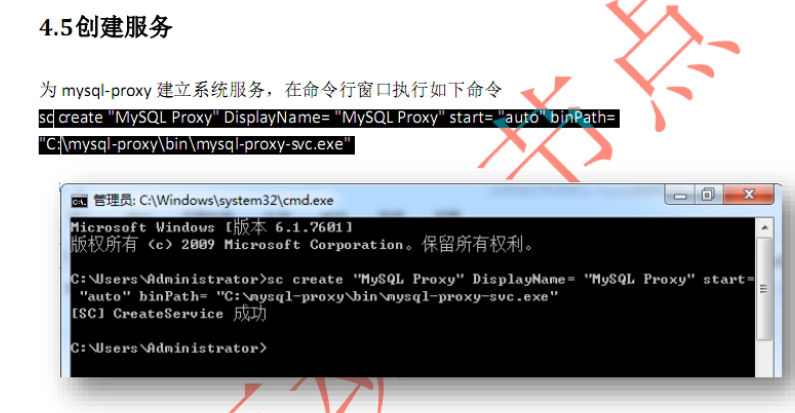 4.5创建服务
为 mysql-proxy 建立系统服务，在命令行窗口执行如下命令
sc create "MySQL Proxy" DisplayName= "MySQL Proxy" start= "auto" binPath=
"C:\mysql-proxy\bin\mysql-proxy-svc.exe"
管理员: C:\Windows\system32\cmd.exe
Microsoft Windows [版本 6.1.7601]
版权所有 (c) 2009 Microsoft Corporation。保留所有权利。
C:\Users\Administrator>sc create "MySQL Proxy" DisplayName= "MySQL Proxy" start=
"auto" binPath= "C:\mysql-proxy\bin\mysql-proxy-svc.exe"
[SC] CreateService 成功
C:\Users\Administrator>
节点